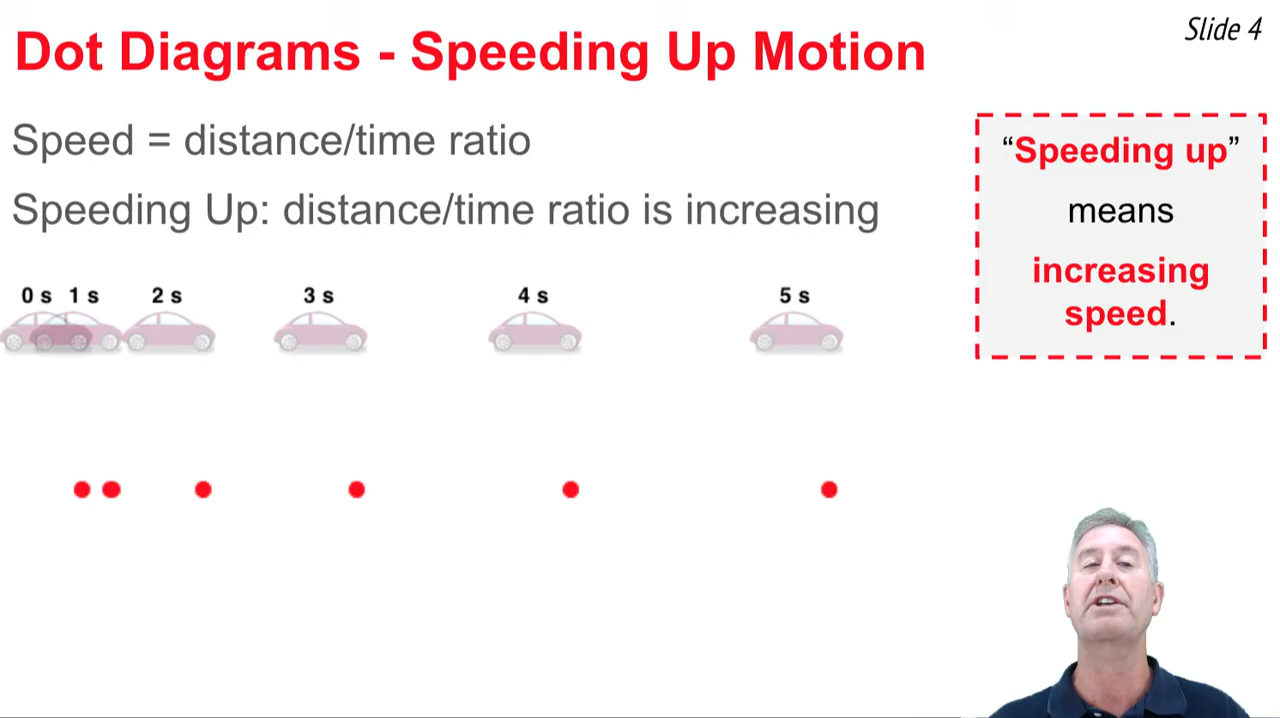 Dot Diagrams - Speeding Up Motion
Slide 4
Speed = distance/time ratio
Speeding Up: distance/time ratio is increasing
“Speeding up”
means
increasing
speed.
0 s 1 s 2 s 3 s 4 s 5 s